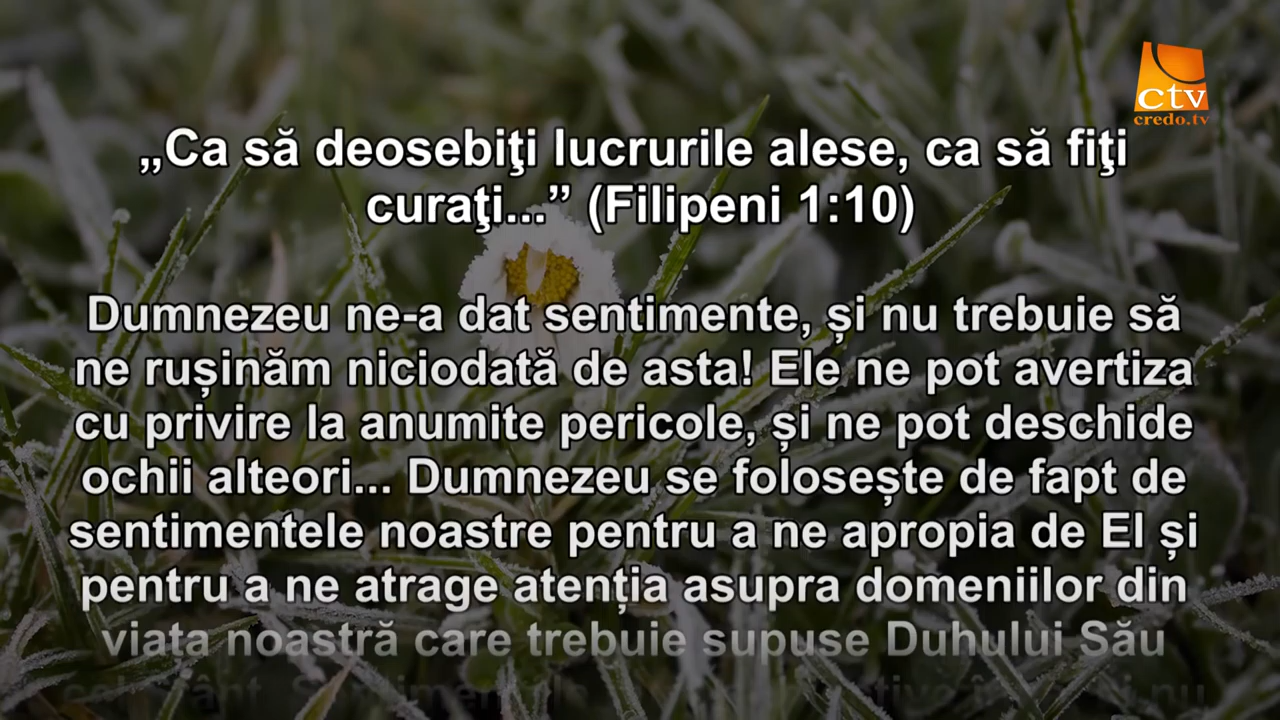 ctv
credo.tv
„Ca să deosebiţi lucrurile alese, ca să fiţi
curaţi...” (Filipeni 1:10)
Dumnezeu ne-a dat sentimente, și nu trebuie să
ne rușinăm niciodată de asta! Ele ne pot avertiza
cu privire la anumite pericole, și ne pot deschide
ochii alteori... Dumnezeu se folosește de fapt de
sentimentele noastre pentru a ne apropia de El și
pentru a ne atrage atenția asupra domeniilor din
viața noastră care trebuie supuse Duhului Său